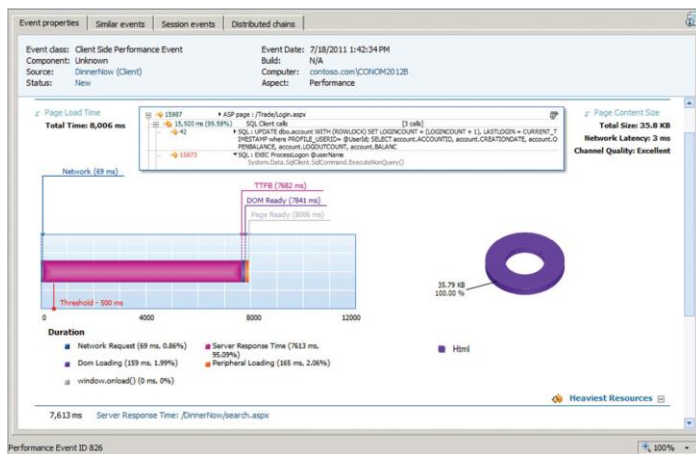 Event properties
Similar events
Session events
Distributed chains
Event class: Client Side Performance Event
Component: Unknown
Source: DinnerNow (Client)
Status: New
Event Date: 7/18/2011 1:42:34 PM
Build: N/A
Computer: contoso.com\CONOM2012B
Aspect: Performance
Page Load Time
Total Time: 8,006 ms
15987 ASP page : /Trade/Login.aspx
15,920 ms (99.58%) SQL Client calls [3 calls]
42 SQL : UPDATE dbo.account WITH (ROWLOCK) SET LOGINCOUNT = (LOGINCOUNT + 1), LASTLOGIN = CURRENT_T
IMESTAMP where PROFILE_USERID= @UserId; SELECT account.ACCOUNTID, account.CREATIONDATE, account.O
PENBALANCE, account.LOGOUTCOUNT, account.BALANC
15873 SQL : EXEC ProcessLogon @userName
System.Data.SqlClient.SqlCommand.ExecuteNonQuery()
Page Content Size
Total Size: 35.8 KB
Network Latency: 3 ms
Channel Quality: Excellent
Network (69 ms)
TTFB (7682 ms)
DOM Ready (7841 ms)
Page Ready (8006 ms)
Threshold - 500 ms
0 4000 8000 12000
35.79 KB
100.00 %
Duration
Network Request (69 ms, 0.86%)
Server Response Time (7613 ms,
95.09%)
Dom Loading (159 ms, 1.99%)
Peripheral Loading (165 ms, 2.06%)
window.onload() (0 ms, 0%)
Html
Heaviest Resources
7,613 ms Server Response Time: /DinnerNow/search.aspx
Performance Event ID 826
100%